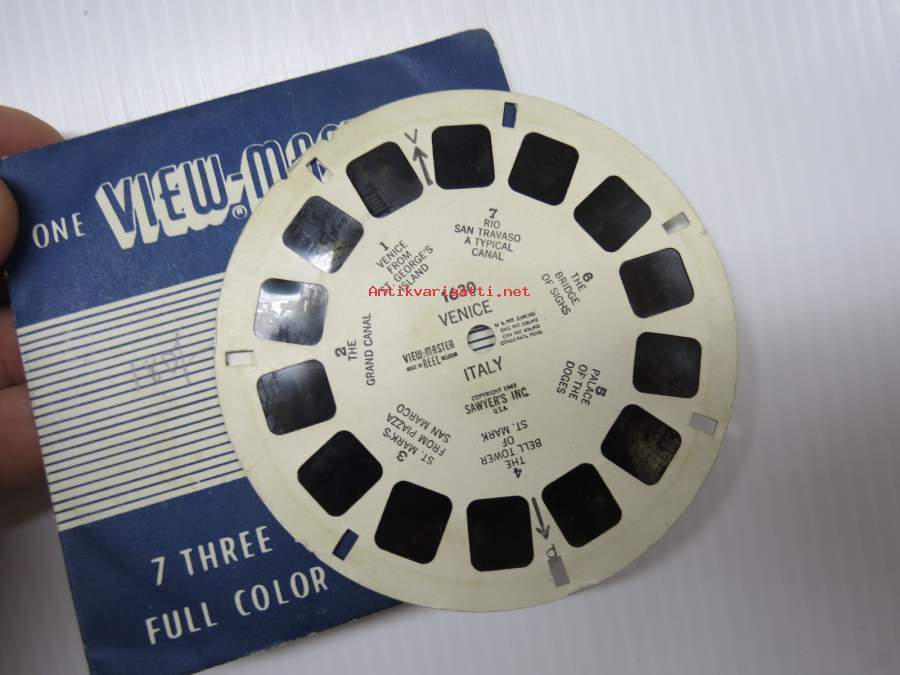 ONE VIEW-MAS
7 THREE
FULL COLOR
V
1
VENICE
FROM
ST. GEORGE'S
ISLAND
2
THE
GRAND CANAL
3
ST. MARK'S
FROM PIAZZA
SAN MARCO
4
THE
BELL TOWER
OF
ST. MARK
5
PALACE
OF THE
DOGES
6
THE
BRIDGE
OF SIGHS
7
RIO
SAN TRAVASO
A TYPICAL
CANAL
Antikvariaatti.net
VENICE
ITALY
VIEW-MASTER
REEL
MADE IN BELGIUM
SAWYER'S INC.
U.S.A.